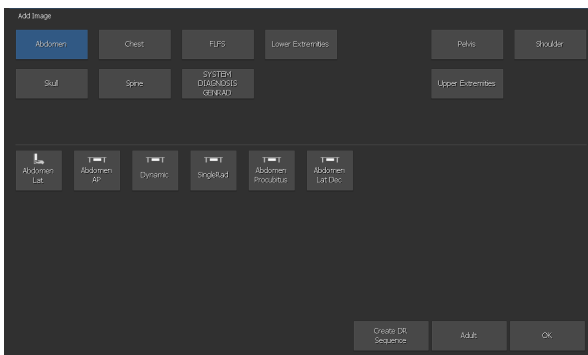 Add Image
Abdomen
Chest
FLFS
Lower Extremities
Pelvis
Shoulder
Skull
Spine
SYSTEM
DIAGNOSIS
GENRAD
Upper Extremities
Abdomen
Lat
Abdomen
AP
Dynamic
SingleRad
Abdomen
Procubitus
Abdomen
Lat Dec
Create DR
Sequence
Adult
OK